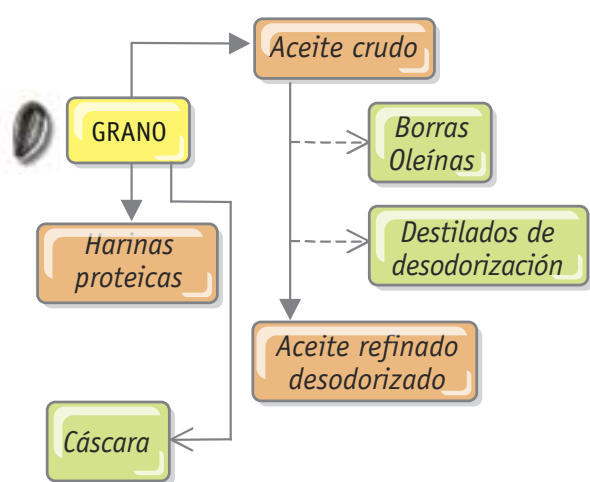 Aceite crudo
GRANO
Borras
Oleínas
Harinas
proteicas
Destilados de
desodorización
Aceite refinado
desodorizado
Cáscara